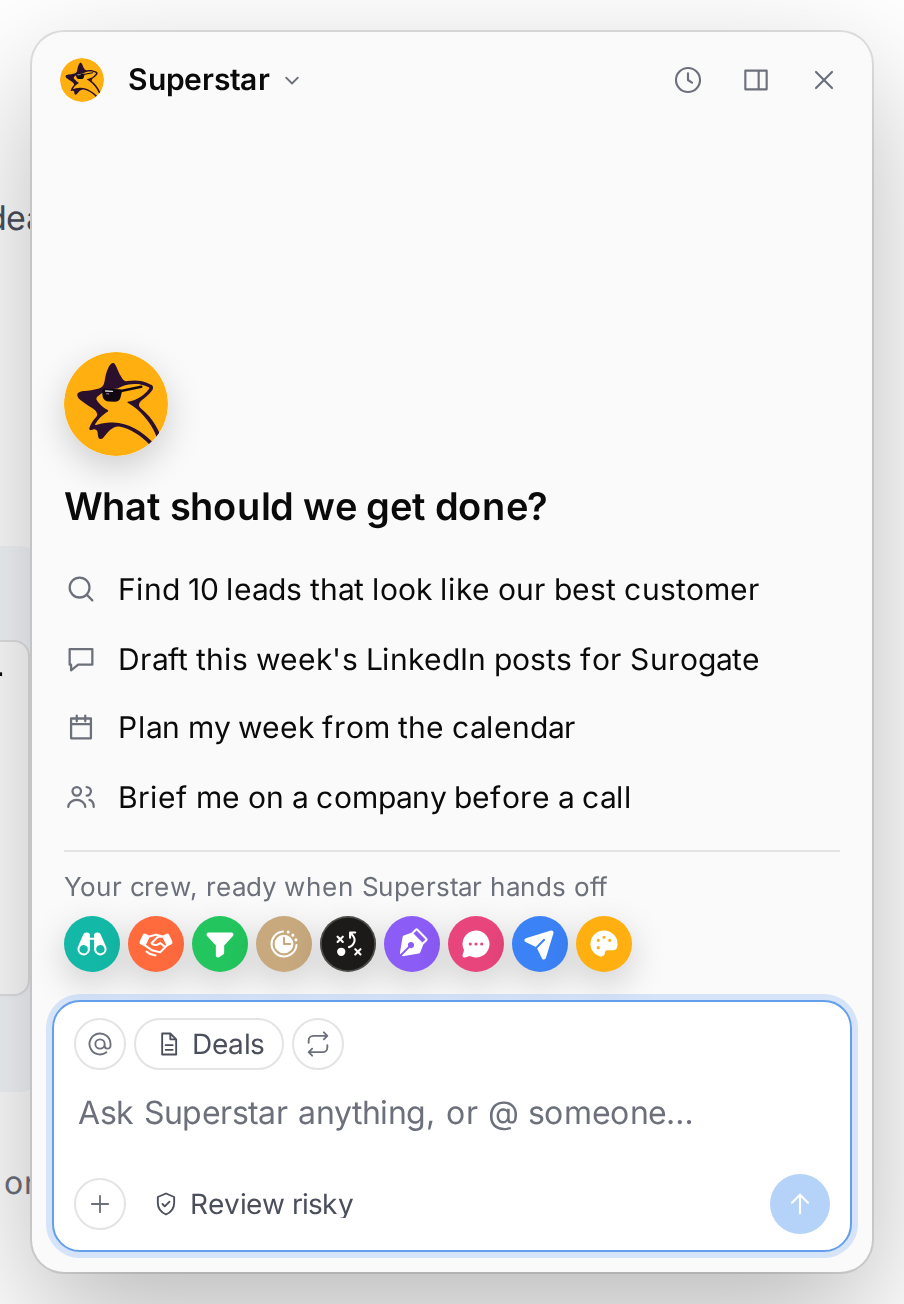 Superstar
What should we get done?
Find 10 leads that look like our best customer
Draft this week's LinkedIn posts for Surogate
Plan my week from the calendar
Brief me on a company before a call
Your crew, ready when Superstar hands off
@ Deals
Ask Superstar anything, or @ someone...
Review risky